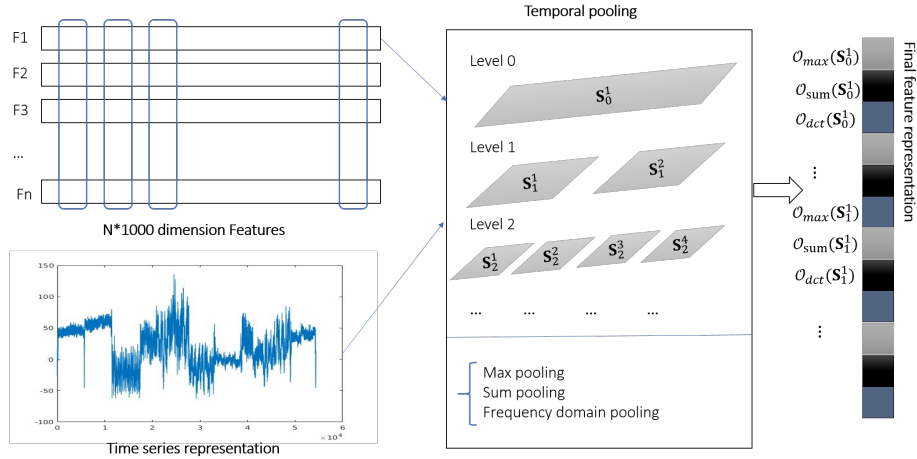 Temporal pooling
F1
F2
F3
...
Fn
N*1000 dimension Features
150
100
50
0
-50
-100
0
1
2
3
4
5
6
×10⁻⁸
Time series representation
Level 0
S₀¹
Level 1
S₁¹ S₁²
Level 2
S₂¹ S₂² S₂³ S₂⁴
... ... ... ...
Max pooling
Sum pooling
Frequency domain pooling
𝒪max(S₀¹)
𝒪sum(S₀¹)
𝒪dct(S₀¹)
⋮
𝒪max(S₁¹)
𝒪sum(S₁¹)
𝒪dct(S₁¹)
⋮
Final feature representation